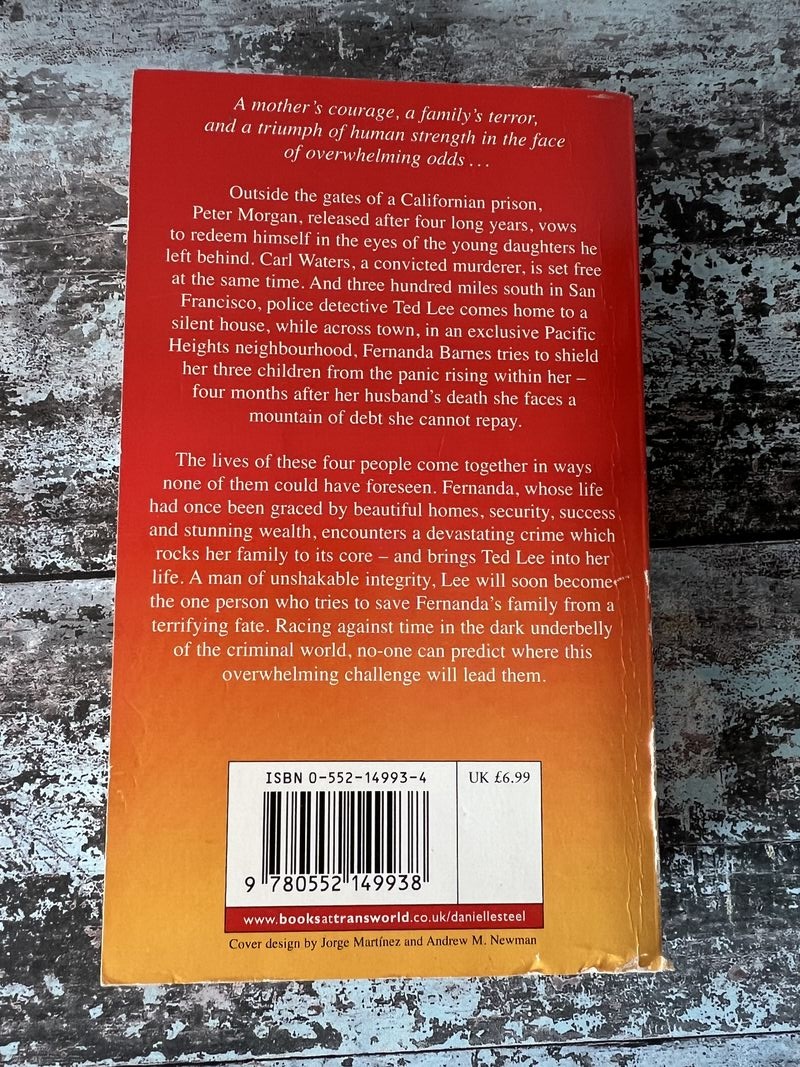 A mother's courage, a family's terror,
and a triumph of human strength in the face
of overwhelming odds ...
Outside the gates of a Californian prison,
Peter Morgan, released after four long years, vows
to redeem himself in the eyes of the young daughters he
left behind. Carl Waters, a convicted murderer, is set free
at the same time. And three hundred miles south in San
Francisco, police detective Ted Lee comes home to a
silent house, while across town, in an exclusive Pacific
Heights neighbourhood, Fernanda Barnes tries to shield
her three children from the panic rising within her –
four months after her husband's death she faces a
mountain of debt she cannot repay.
The lives of these four people come together in ways
none of them could have foreseen. Fernanda, whose life
had once been graced by beautiful homes, security, success
and stunning wealth, encounters a devastating crime which
rocks her family to its core – and brings Ted Lee into her
life. A man of unshakable integrity, Lee will soon become
the one person who tries to save Fernanda's family from a
terrifying fate. Racing against time in the dark underbelly
of the criminal world, no-one can predict where this
overwhelming challenge will lead them.
ISBN 0-552-14993-4
UK £6.99
9 780552 149938
www.booksattransworld.co.uk/daniellesteel
Cover design by Jorge Martínez and Andrew M. Newman